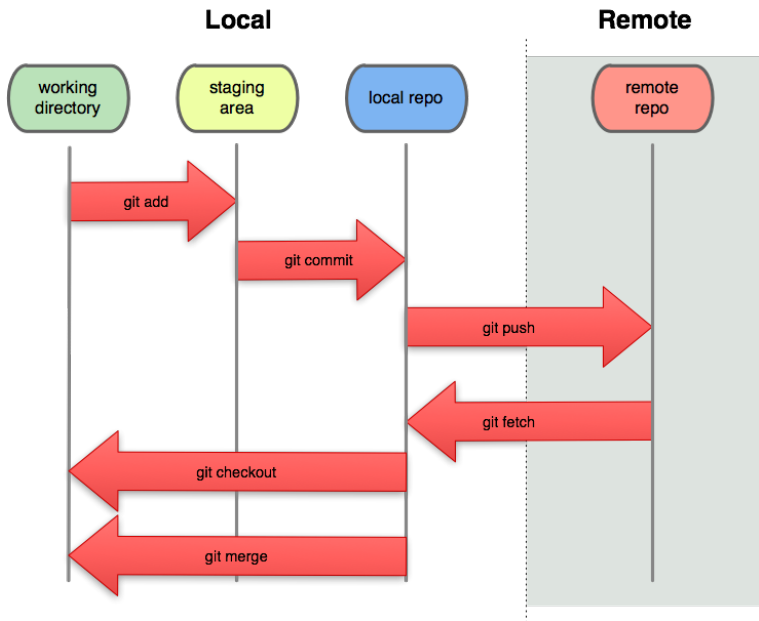 Local
Remote
working
directory
staging
area
local repo
remote
repo
git add
git commit
git push
git fetch
git checkout
git merge